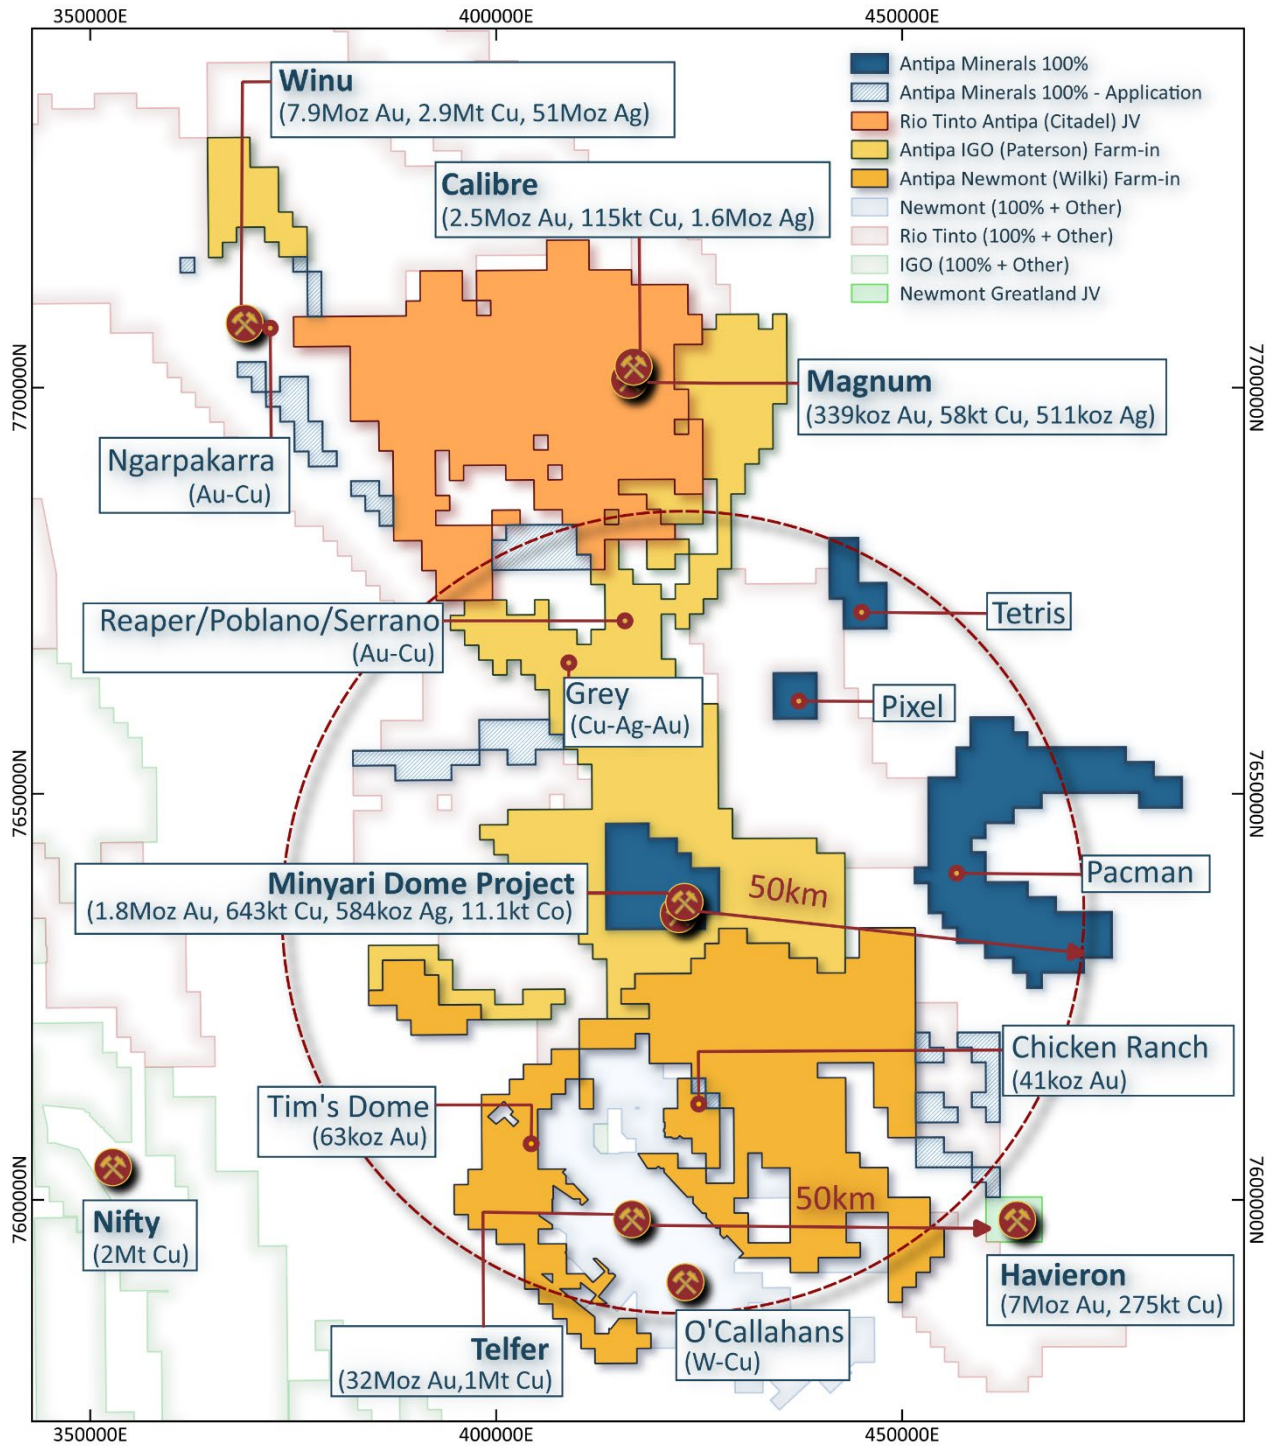 350000E
400000E
450000E
Winu
(7.9Moz Au, 2.9Mt Cu, 51Moz Ag)
Antipa Minerals 100%
Antipa Minerals 100% - Application
Rio Tinto Antipa (Citadel) JV
Antipa IGO (Paterson) Farm-in
Antipa Newmont (Wilki) Farm-in
Newmont (100% + Other)
Rio Tinto (100% + Other)
IGO (100% + Other)
Newmont Greatland JV
Calibre
(2.5Moz Au, 115kt Cu, 1.6Moz Ag)
7700000N
7700000N
Magnum
(339koz Au, 58kt Cu, 511koz Ag)
Ngarpakarra
(Au-Cu)
Reaper/Poblano/Serrano
(Au-Cu)
Tetris
Grey
(Cu-Ag-Au)
Pixel
7650000N
7650000N
Minyari Dome Project
(1.8Moz Au, 643kt Cu, 584koz Ag, 11.1kt Co)
50km
Pacman
Chicken Ranch
(41koz Au)
Tim's Dome
(63koz Au)
7600000N
7600000N
50km
Nifty
(2Mt Cu)
Havieron
(7Moz Au, 275kt Cu)
Telfer
(32Moz Au,1Mt Cu)
O'Callahans
(W-Cu)
350000E
400000E
450000E